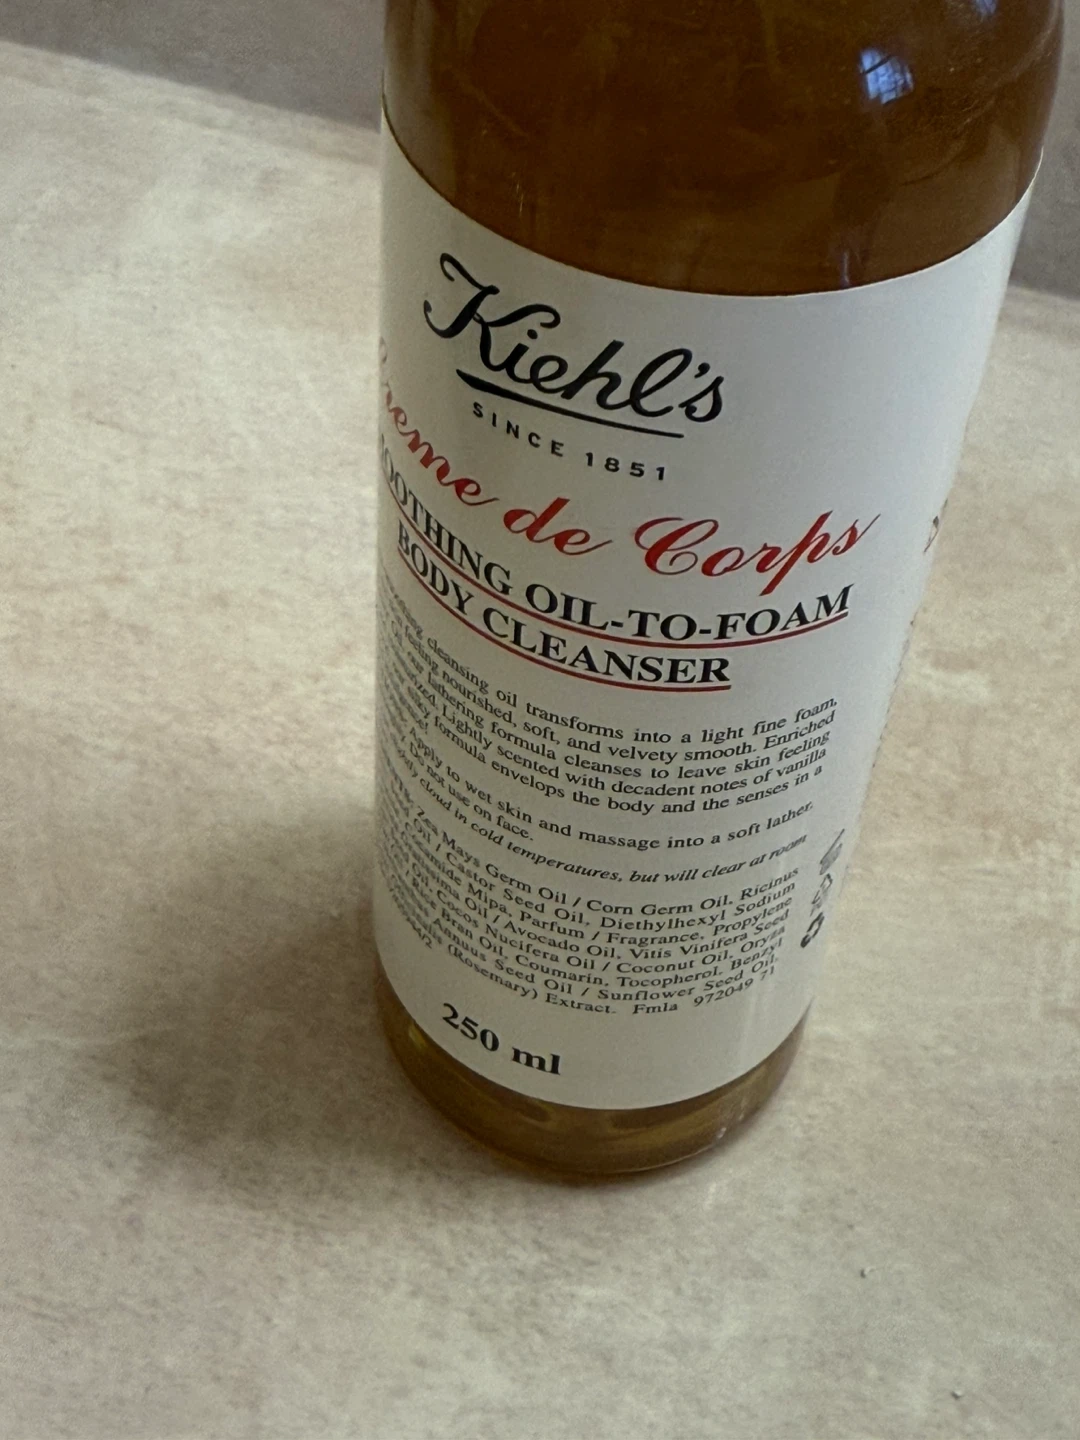 Kiehl's
SINCE 1851
de Corps
OIL-TO-FOAM
BODY CLEANSER
cleansing oil transforms into a light fine foam,
feeling nourished, soft, and velvety smooth. Enriched
Oil, our lathering formula cleanses to leave skin feeling
Lightly scented with decadent notes of vanilla
silky formula envelops the body and the senses in a
Apply to wet skin and massage into a soft lather.
Do not use on face.
cloud in cold temperatures, but will clear at room
Zea Mays Germ Oil / Corn Germ Oil, Ricinus
Oil / Castor Seed Oil, Diethylhexyl Sodium
Mipa, Parfum / Fragrance, Propylene
Oil / Avocado Oil, Vitis Vinifera Seed
Oil, Cocos Nucifera Oil / Coconut Oil, Oryza
Rice Bran Oil, Coumarin, Tocopherol, Benzyl
Annuus Seed Oil / Sunflower Seed Oil,
(Rosemary) Extract. Fmla 972049 71
250 ml